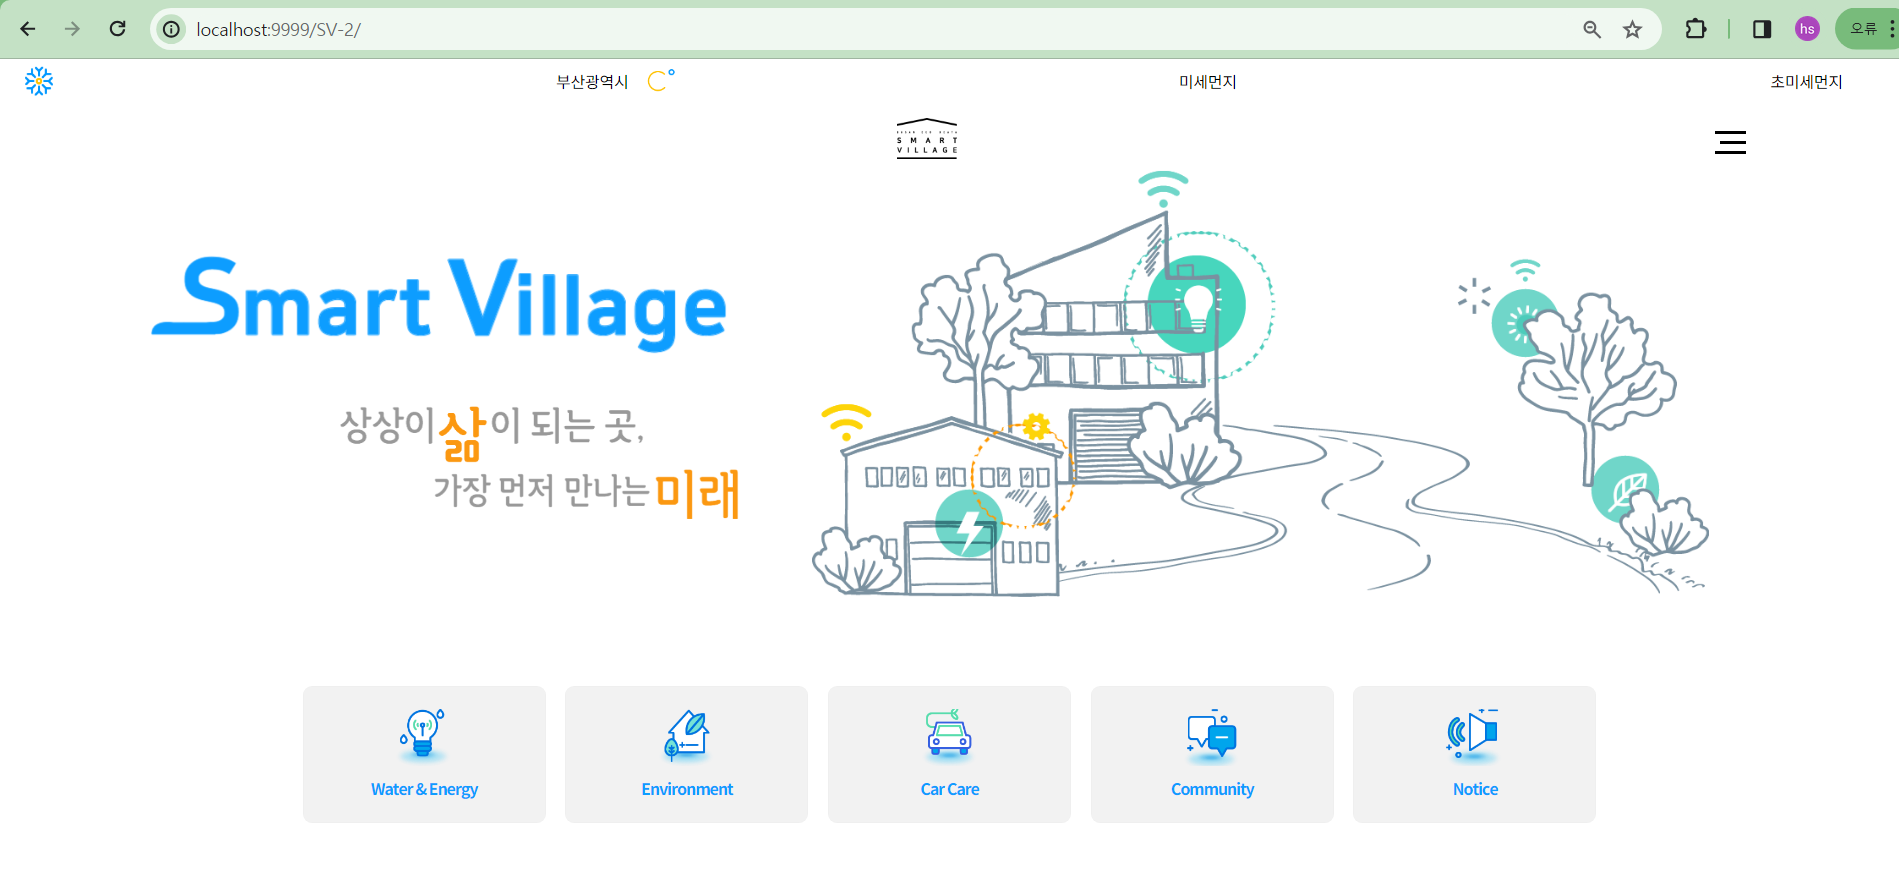 localhost:9999/SV-2/
hs
오류
부산광역시 C°
미세먼지
초미세먼지
SMART
VILLAGE
Smart Village
상상이 삶이 되는 곳,
가장 먼저 만나는 미래
Water & Energy
Environment
Car Care
Community
Notice